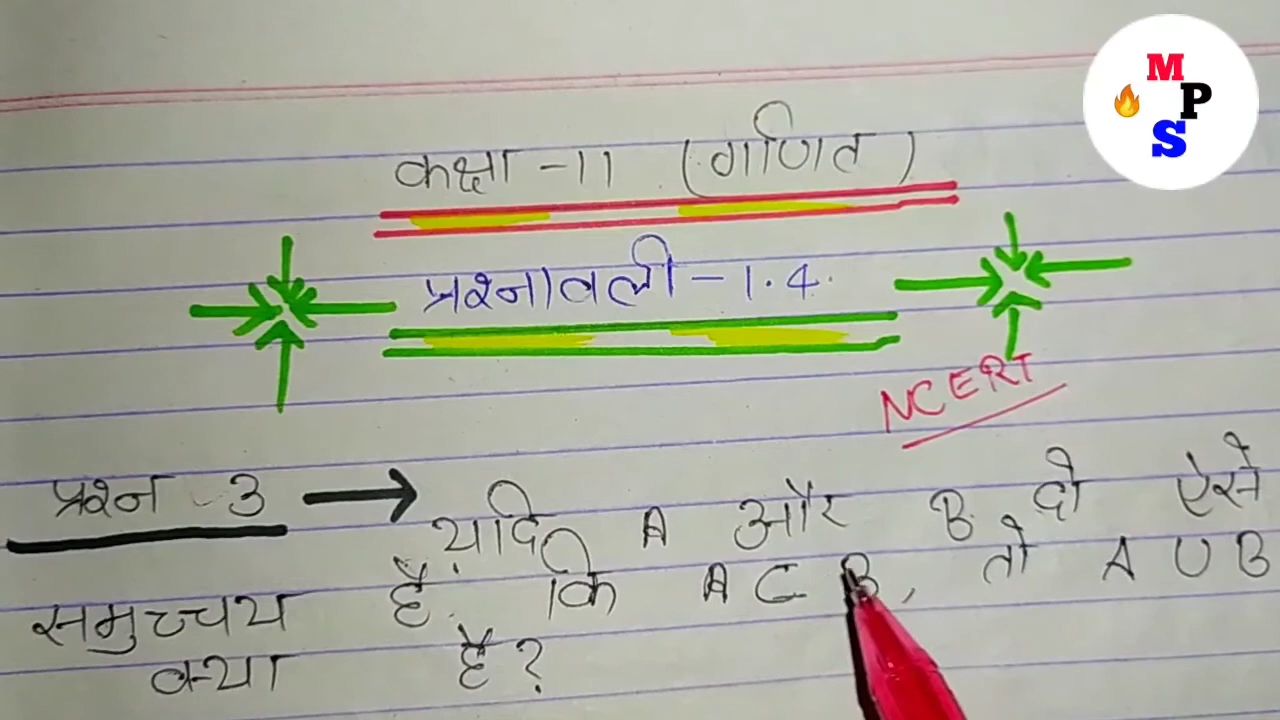 M
P
S
कक्षा -11 (गणित)
प्रश्नावली - 1.4.
NCERT
प्रश्न - 3 → यदि A और B दो ऐसे
समुच्चय हैं. कि A ⊂ B, तो A ∪ B
क्या है?